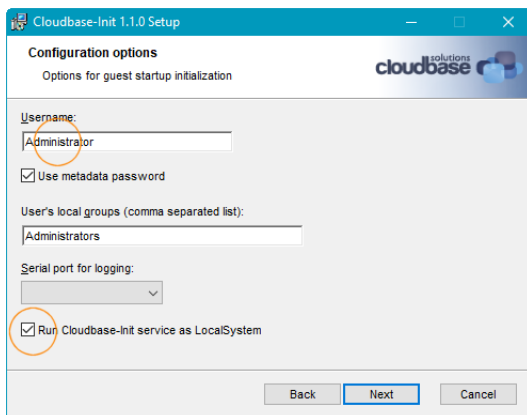 Cloudbase-Init 1.1.0 Setup
Configuration options
Options for guest startup initialization
cloudbase solutions
Username:
Administrator
Use metadata password
User's local groups (comma separated list):
Administrators
Serial port for logging:
Run Cloudbase-Init service as LocalSystem
Back Next Cancel